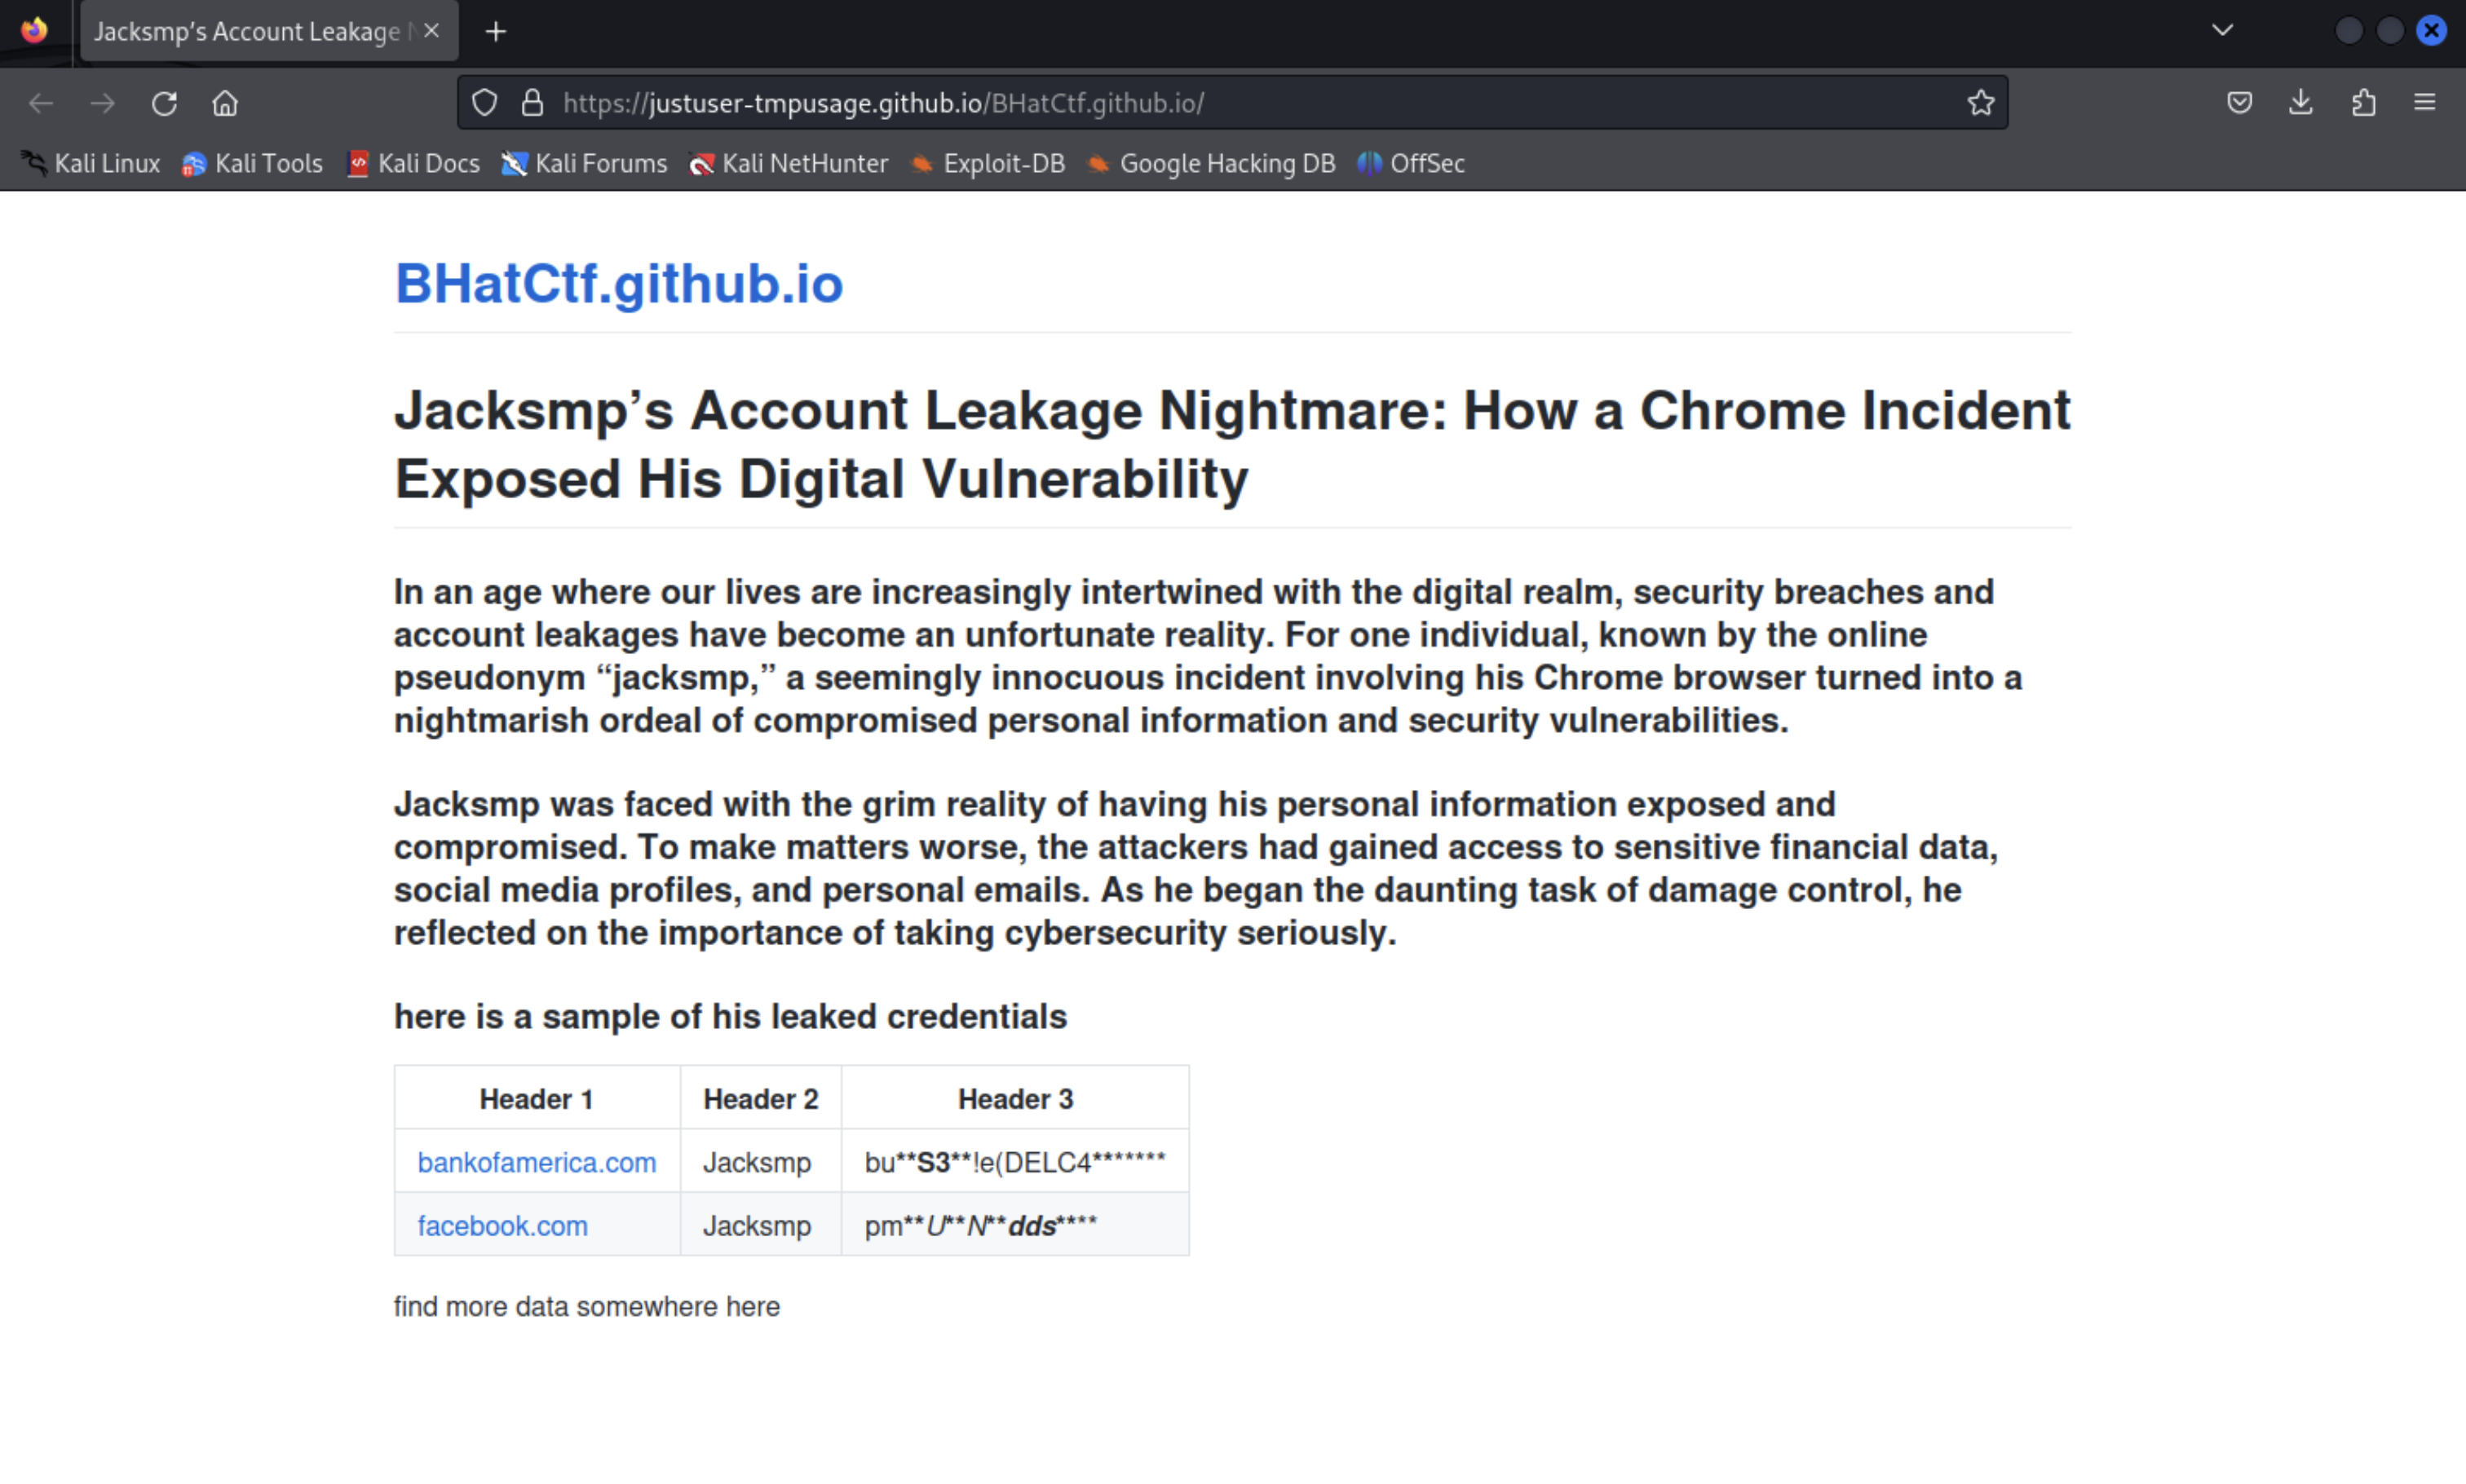 Jacksmp’s Account Leakage N
https://justuser-tmpusage.github.io/BHatCtf.github.io/
Kali Linux Kali Tools Kali Docs Kali Forums Kali NetHunter Exploit-DB Google Hacking DB OffSec
BHatCtf.github.io
Jacksmp’s Account Leakage Nightmare: How a Chrome Incident
Exposed His Digital Vulnerability
In an age where our lives are increasingly intertwined with the digital realm, security breaches and
account leakages have become an unfortunate reality. For one individual, known by the online
pseudonym “jacksmp,” a seemingly innocuous incident involving his Chrome browser turned into a
nightmarish ordeal of compromised personal information and security vulnerabilities.
Jacksmp was faced with the grim reality of having his personal information exposed and
compromised. To make matters worse, the attackers had gained access to sensitive financial data,
social media profiles, and personal emails. As he began the daunting task of damage control, he
reflected on the importance of taking cybersecurity seriously.
here is a sample of his leaked credentials
Header 1 Header 2 Header 3
bankofamerica.com Jacksmp bu**S3**!e(DELC4*******
facebook.com Jacksmp pm**U**N**dds****
find more data somewhere here